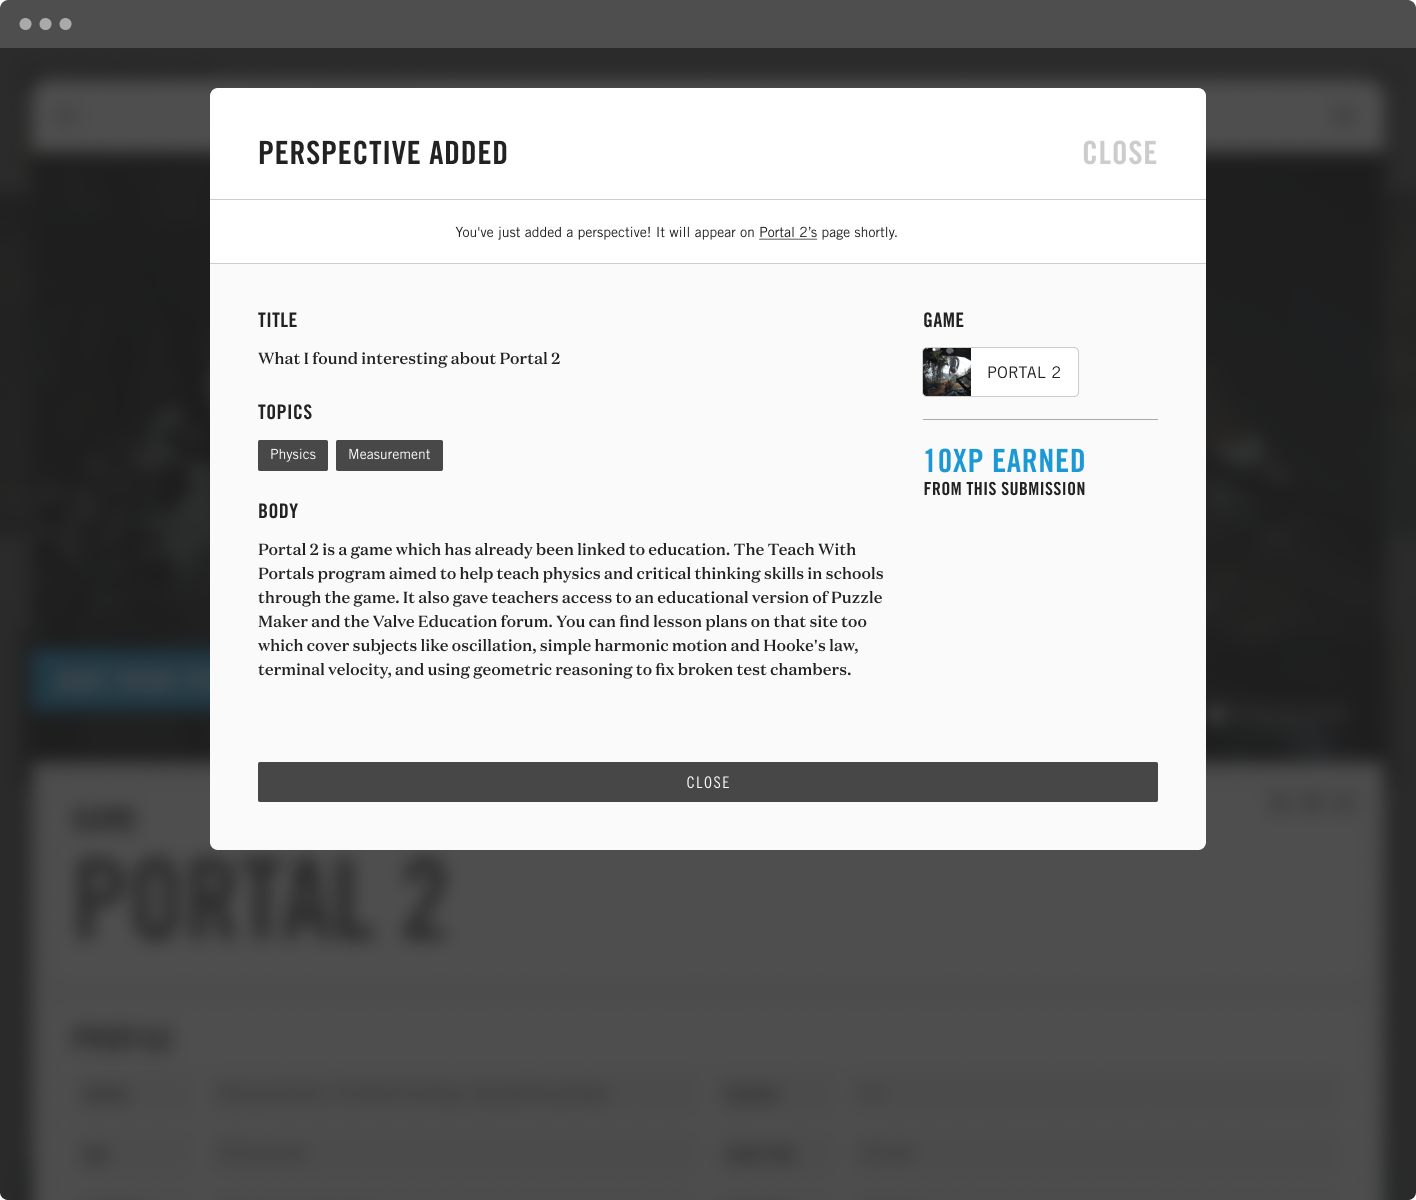 PERSPECTIVE ADDED
CLOSE
You've just added a perspective! It will appear on Portal 2's page shortly.
TITLE
What I found interesting about Portal 2
TOPICS
Physics
Measurement
BODY
Portal 2 is a game which has already been linked to education. The Teach With
Portals program aimed to help teach physics and critical thinking skills in schools
through the game. It also gave teachers access to an educational version of Puzzle
Maker and the Valve Education forum. You can find lesson plans on that site too
which cover subjects like oscillation, simple harmonic motion and Hooke's law,
terminal velocity, and using geometric reasoning to fix broken test chambers.
GAME
PORTAL 2
10XP EARNED
FROM THIS SUBMISSION
CLOSE
PORTAL 2